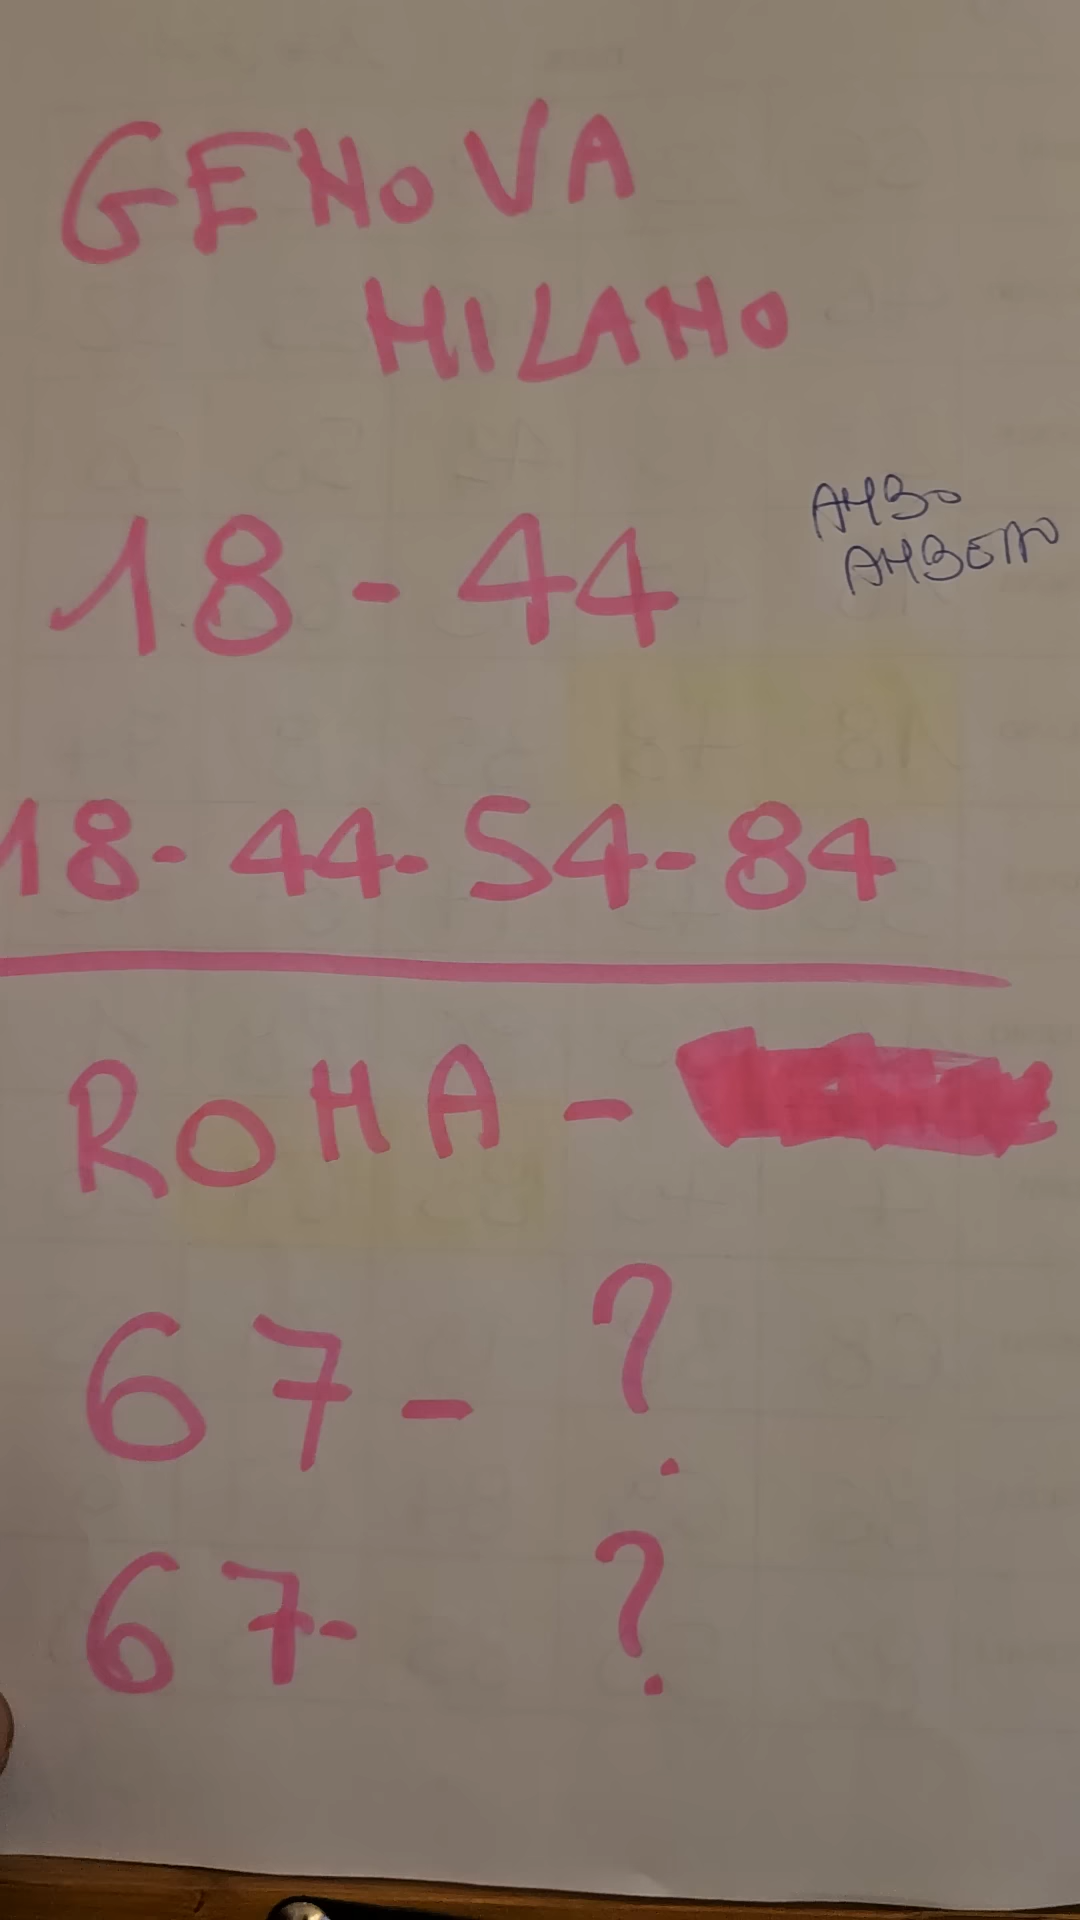 GENOVA
MILANO
18 - 44
AMBO
AMBETTO
18 - 44 - 54 - 84
ROMA -
67 - ?
67 - ?